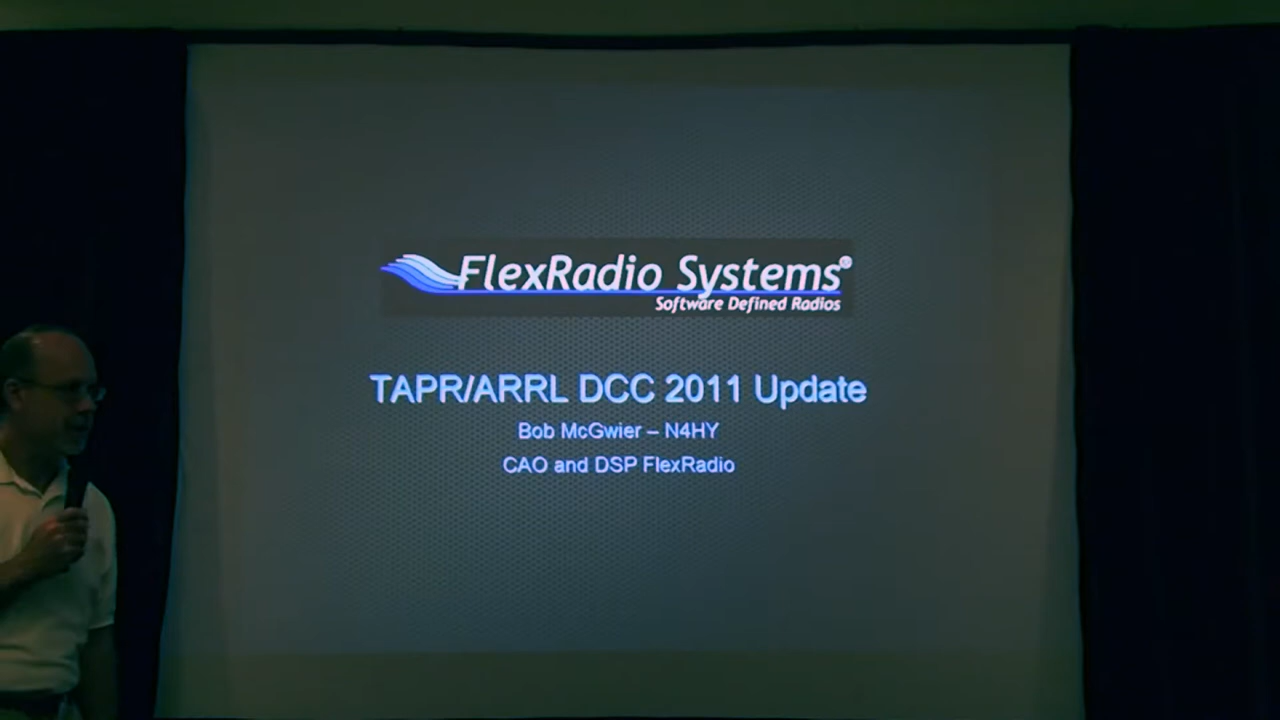 FlexRadio Systems®
Software Defined Radios
TAPR/ARRL DCC 2011 Update
Bob McGwier – N4HY
CAO and DSP FlexRadio